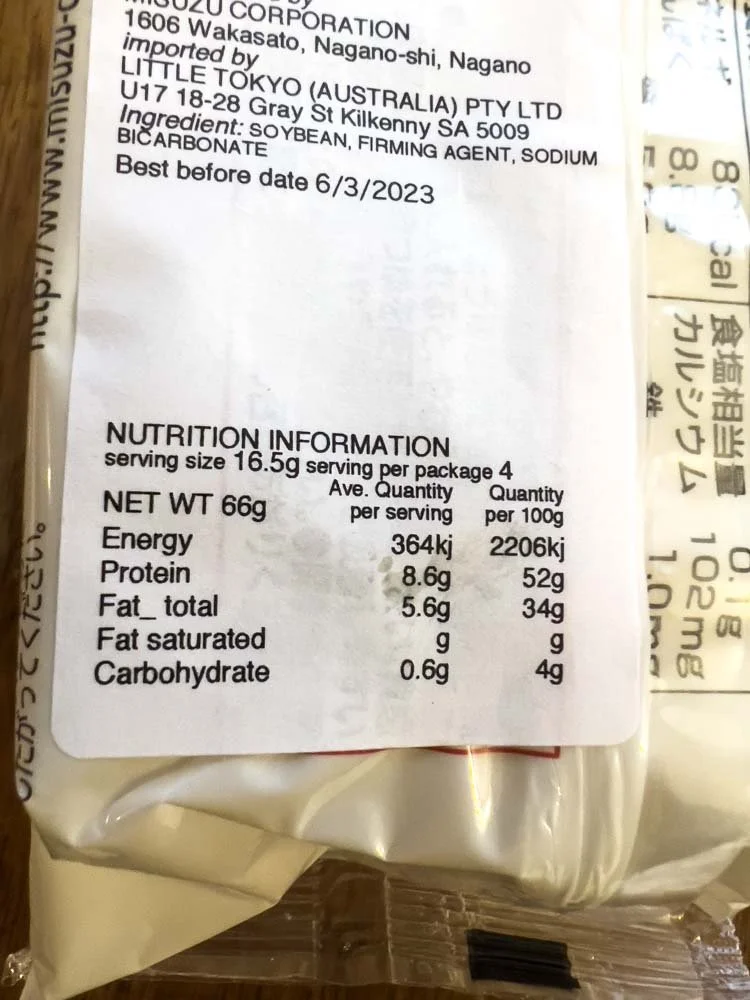 CORPORATION
1606 Wakasato, Nagano-shi, Nagano
imported by
LITTLE TOKYO (AUSTRALIA) PTY LTD
U17 18-28 Gray St Kilkenny SA 5009
Ingredient: SOYBEAN, FIRMING AGENT, SODIUM
BICARBONATE
Best before date 6/3/2023
NUTRITION INFORMATION
serving size 16.5g serving per package 4
Ave. Quantity Quantity
NET WT 66g per serving per 100g
Energy 364kj 2206kj
Protein 8.6g 52g
Fat_ total 5.6g 34g
Fat saturated g g
Carbohydrate 0.6g 4g
食塩相当量
カルシウム 102mg
鉄